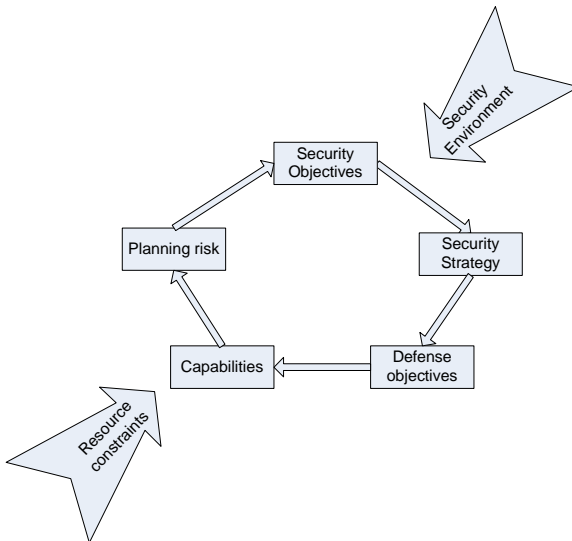 Security
Environment
Security
Objectives
Planning risk
Security
Strategy
Capabilities
Defense
objectives
Resource
constraints